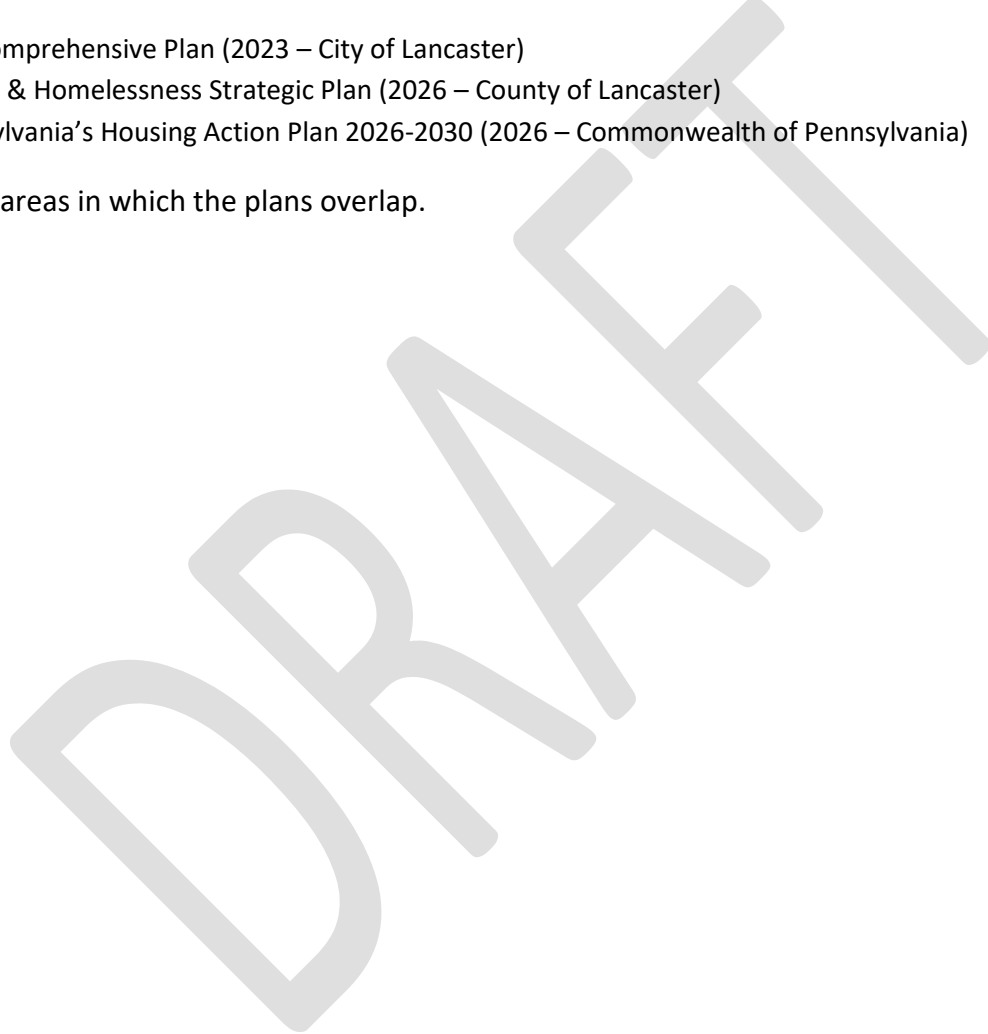 omprehensive Plan (2023 – City of Lancaster)
& Homelessness Strategic Plan (2026 – County of Lancaster)
ylvania’s Housing Action Plan 2026-2030 (2026 – Commonwealth of Pennsylvania)
areas in which the plans overlap.
DRAFT